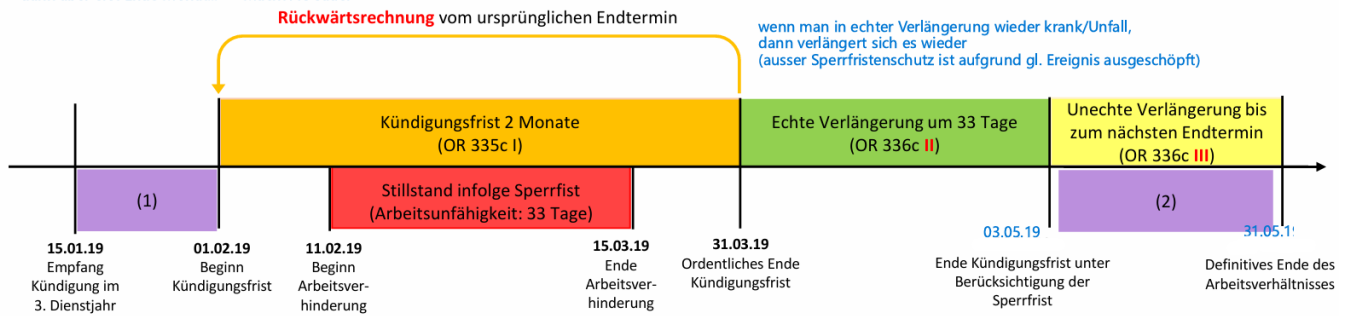 Rückwärtsrechnung vom ursprünglichen Endtermin
wenn man in echter Verlängerung wieder krank/Unfall,
dann verlängert sich es wieder
(ausser Sperrfristenschutz ist aufgrund gl. Ereignis ausgeschöpft)
Kündigungsfrist 2 Monate
(OR 335c I)
Echte Verlängerung um 33 Tage
(OR 336c II)
Unechte Verlängerung bis
zum nächsten Endtermin
(OR 336c III)
(1)
Stillstand infolge Sperrfist
(Arbeitsunfähigkeit: 33 Tage)
(2)
15.01.19
Empfang
Kündigung im
3. Dienstjahr
01.02.19
Beginn
Kündigungsfrist
11.02.19
Beginn
Arbeitsver-
hinderung
15.03.19
Ende
Arbeitsver-
hinderung
31.03.19
Ordentliches Ende
Kündigungsfrist
03.05.19
Ende Kündigungsfrist unter
Berücksichtigung der
Sperrfrist
31.05.1
Definitives Ende des
Arbeitsverhältnisses